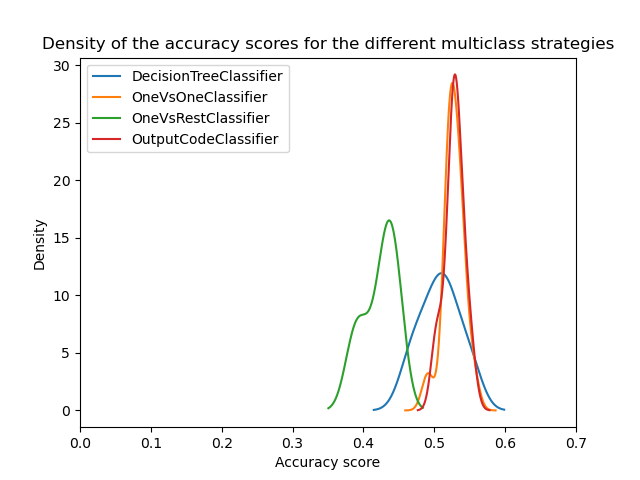 Density of the accuracy scores for the different multiclass strategies
DecisionTreeClassifier
OneVsOneClassifier
OneVsRestClassifier
OutputCodeClassifier
30
25
20
15
10
5
0
Density
0.0 0.1 0.2 0.3 0.4 0.5 0.6 0.7
Accuracy score